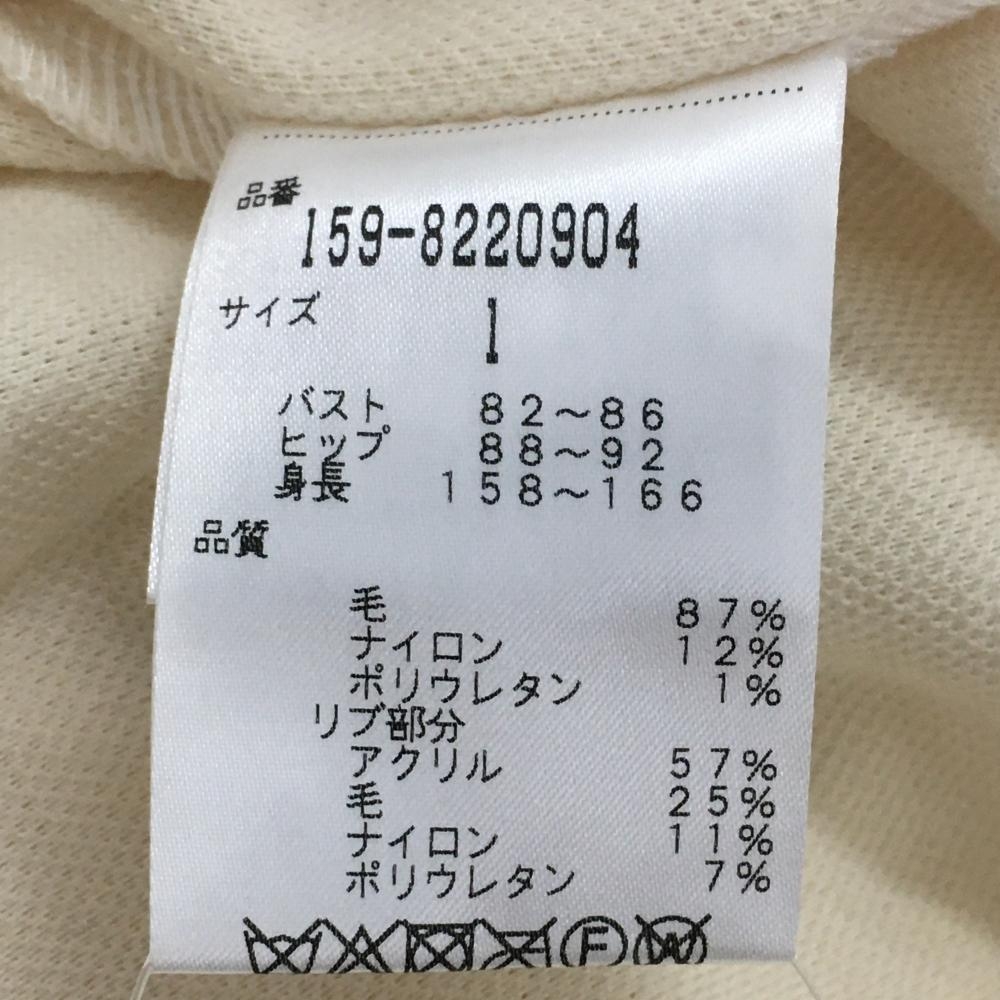 品番
159-8220904
サイズ 1
バスト 82～86
ヒップ 88～92
身長 158～166
品質
毛 87%
ナイロン 12%
ポリウレタン 1%
リブ部分
アクリル 57%
毛 25%
ナイロン 11%
ポリウレタン 7%
F W